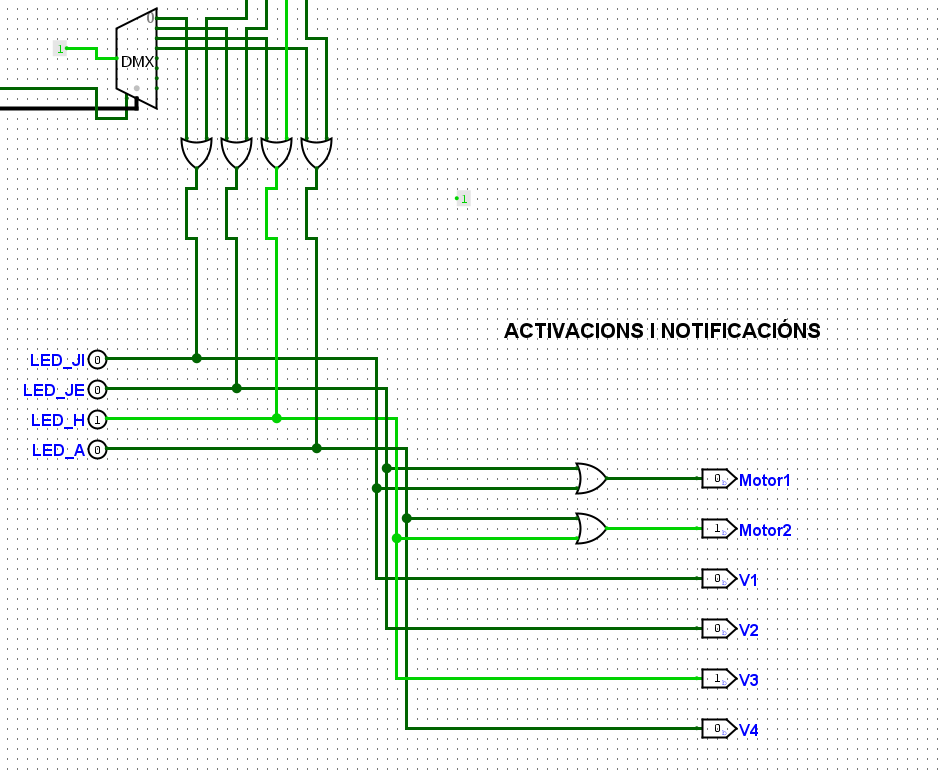 0
1
DMX
1
ACTIVACIONS I NOTIFICACIÓNS
LED_JI 0
LED_JE 0
LED_H 1
LED_A 0
0 Motor1
1 Motor2
0 V1
0 V2
1 V3
0 V4